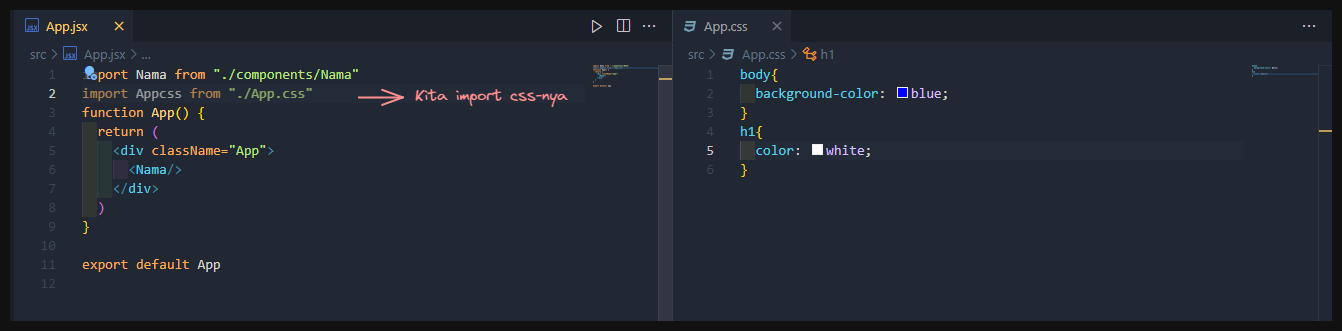 App.jsx
src > App.jsx > ...
1 import Nama from "./components/Nama"
2 import Appcss from "./App.css"
Kita import css-nya
3 function App() {
4 return (
5 <div className="App">
6 <Nama/>
7 </div>
8 )
9 }
10
11 export default App
12
App.css
src > App.css > h1
1 body{
2 background-color: blue;
3 }
4 h1{
5 color: white;
6 }